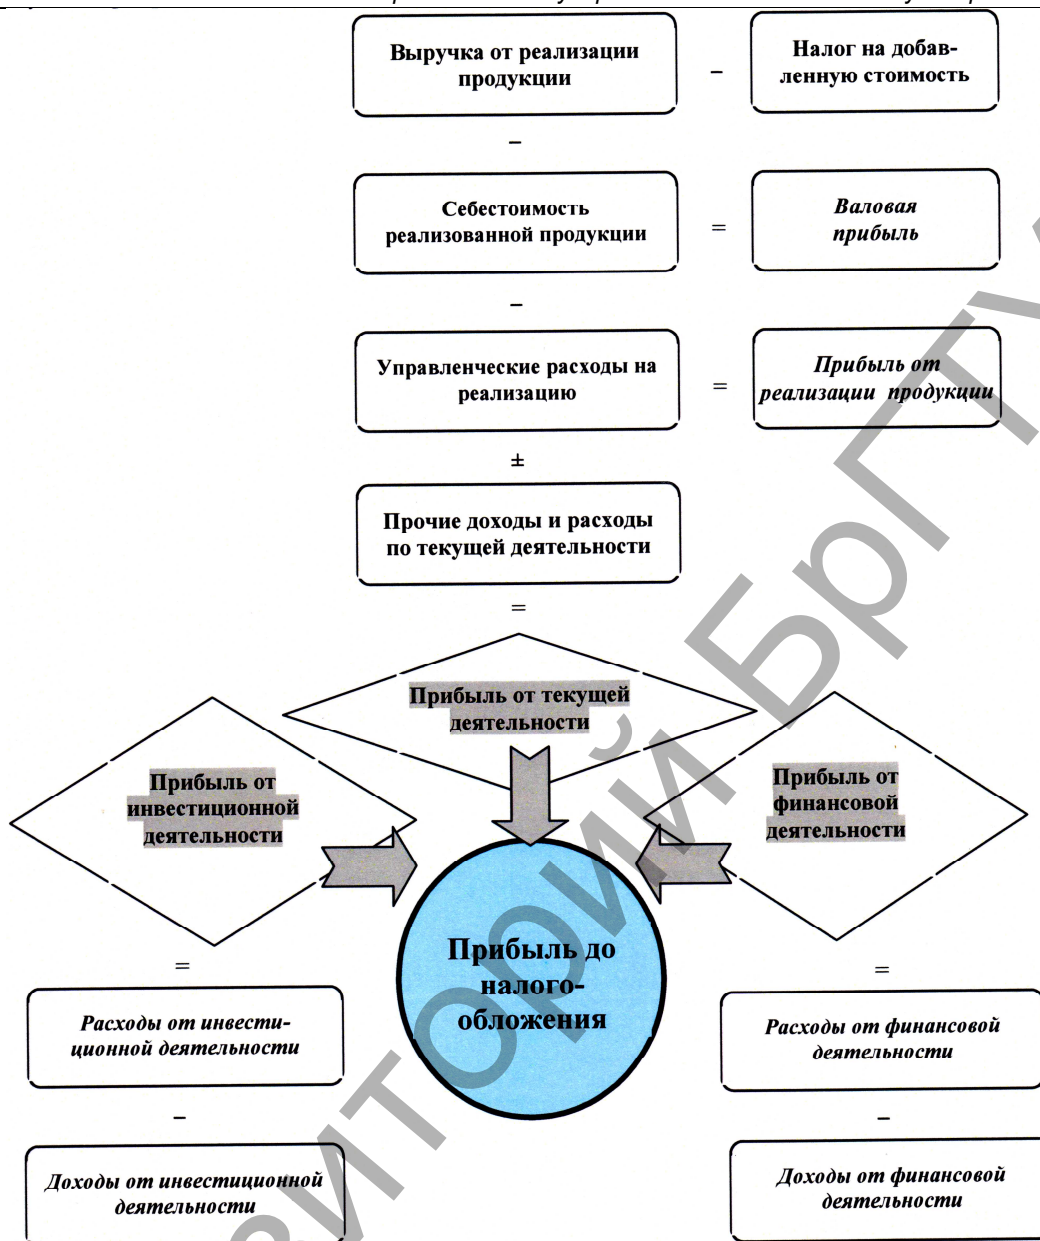 Выручка от реализации
продукции
–
Налог на добав-
ленную стоимость
–
Себестоимость
реализованной продукции
=
Валовая
прибыль
–
Управленческие расходы на
реализацию
=
Прибыль от
реализации продукции
±
Прочие доходы и расходы
по текущей деятельности
=
Прибыль от текущей
деятельности
Прибыль от
инвестиционной
деятельности
Прибыль от
финансовой
деятельности
Прибыль до
налого-
обложения
=
Расходы от инвести-
ционной деятельности
–
Доходы от инвестиционной
деятельности
=
Расходы от финансовой
деятельности
–
Доходы от финансовой
деятельности